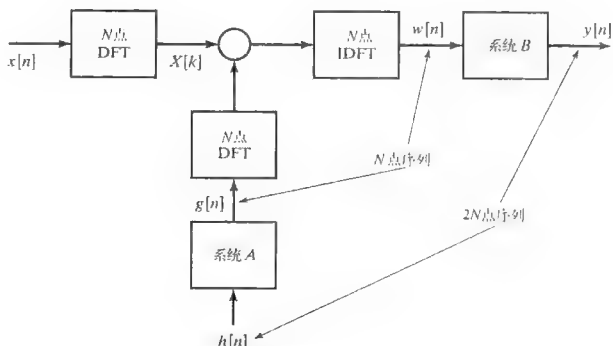 x[n]
N点
DFT
X[k]
N点
IDFT
w[n]
系统 B
y[n]
N点
DFT
N点序列
g[n]
2N点序列
系统 A
h[n]